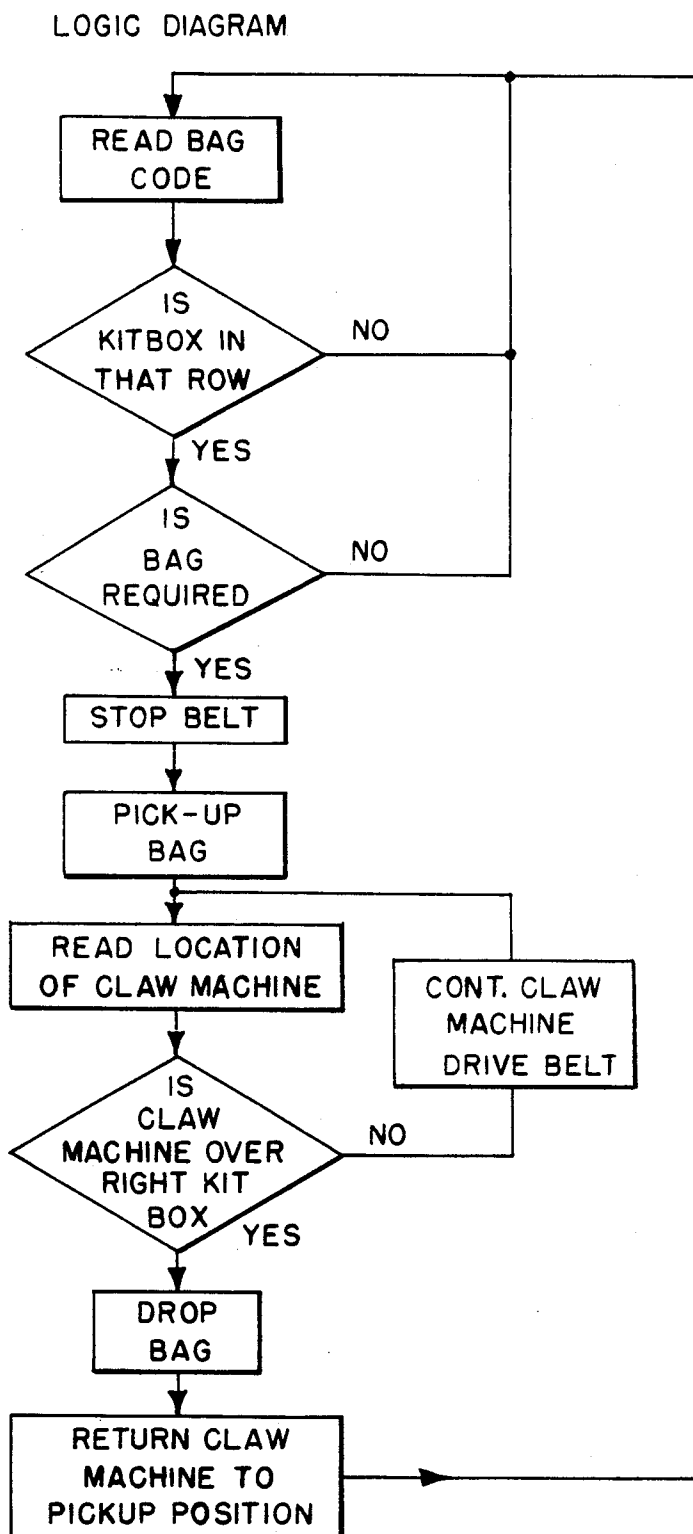 LOGIC DIAGRAM
READ BAG
CODE
IS
KITBOX IN
THAT ROW
NO
YES
IS
BAG
REQUIRED
NO
YES
STOP BELT
PICK-UP
BAG
READ LOCATION
OF CLAW MACHINE
CONT. CLAW
MACHINE
DRIVE BELT
IS
CLAW
MACHINE OVER
RIGHT KIT
BOX
NO
YES
DROP
BAG
RETURN CLAW
MACHINE TO
PICKUP POSITION